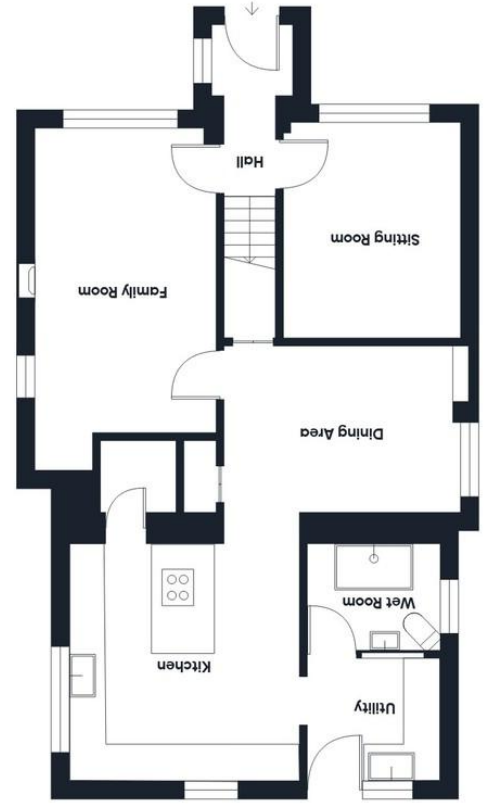 Hall
Sitting Room
Family Room
Dining Area
Wet Room
Kitchen
Utility